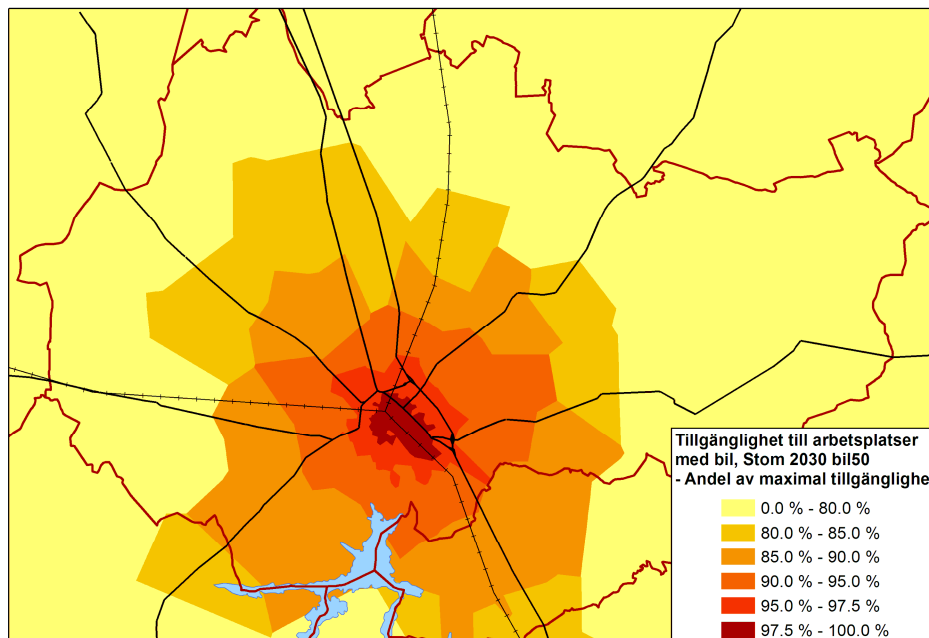 Tillgänglighet till arbetsplatser
med bil, Stom 2030 bil50
- Andel av maximal tillgänglighe
0.0 % - 80.0 %
80.0 % - 85.0 %
85.0 % - 90.0 %
90.0 % - 95.0 %
95.0 % - 97.5 %
97.5 % - 100.0 %